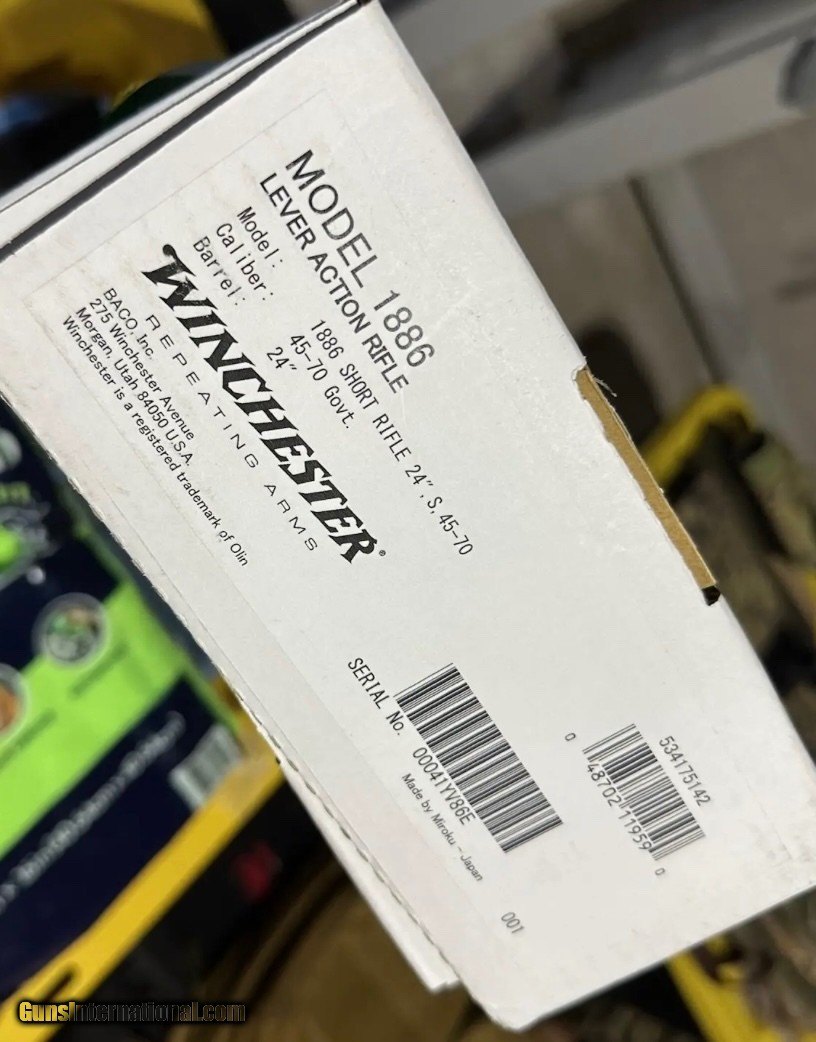 MODEL 1886
LEVER ACTION RIFLE
Model: 1886 SHORT RIFLE 24", S, 45-70
Caliber: 45-70 Govt.
Barrel: 24"
WINCHESTER®
REPEATING ARMS
BACO, Inc.
275 Winchester Avenue
Morgan, Utah 84050 U.S.A.
Winchester is a registered trademark of Olin
534175142
0 48702 11959 0
SERIAL No. 00041YV86E
Made by Miroku - Japan
001
GunsInternational.com